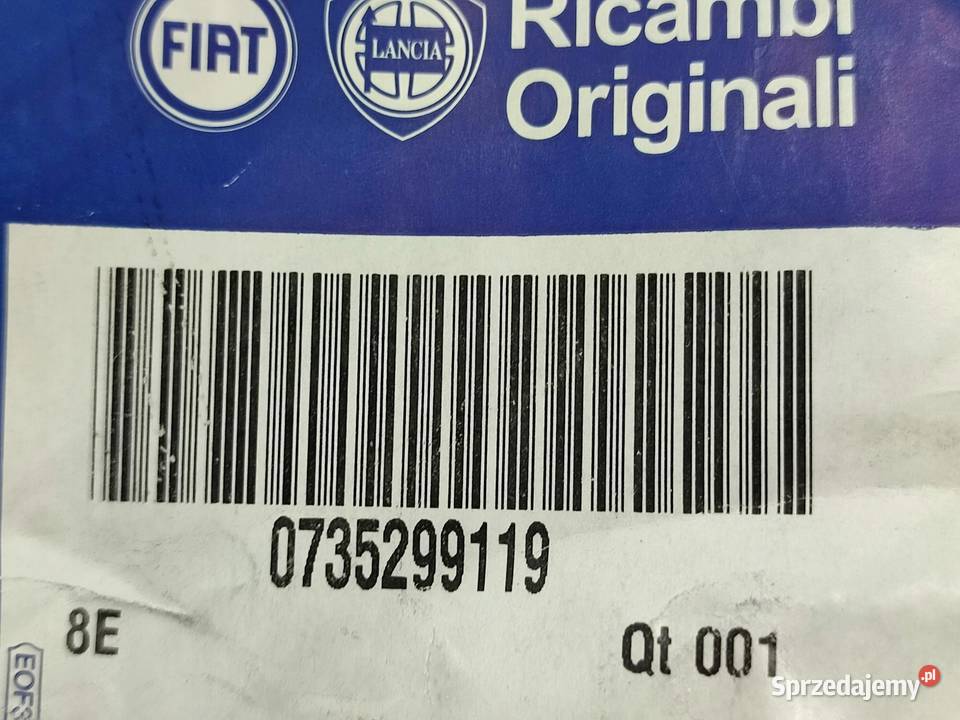 FIAT
LANCIA
Ricambi
Originali
0735299119
8E
Qt 001
Sprzedajemy.pl